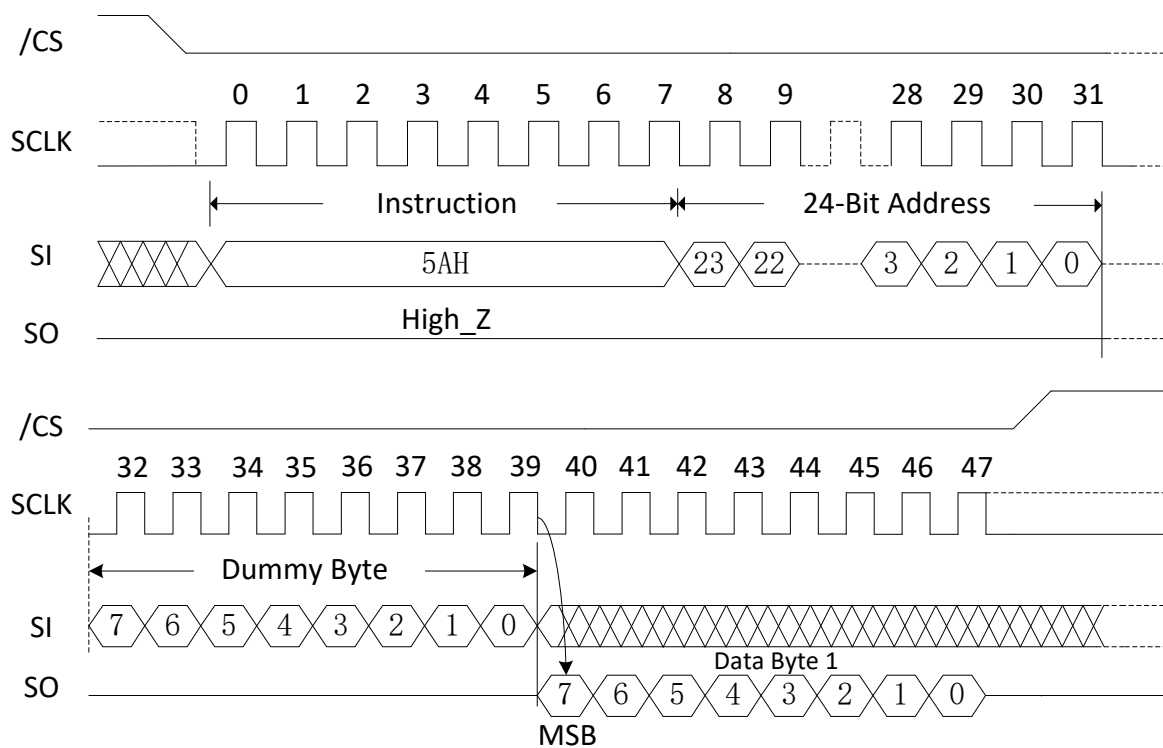 /CS
0 1 2 3 4 5 6 7 8 9 28 29 30 31
SCLK
Instruction 24-Bit Address
SI 5AH 23 22 3 2 1 0
High_Z
SO
/CS
32 33 34 35 36 37 38 39 40 41 42 43 44 45 46 47
SCLK
Dummy Byte
SI 7 6 5 4 3 2 1 0
Data Byte 1
SO 7 6 5 4 3 2 1 0
MSB